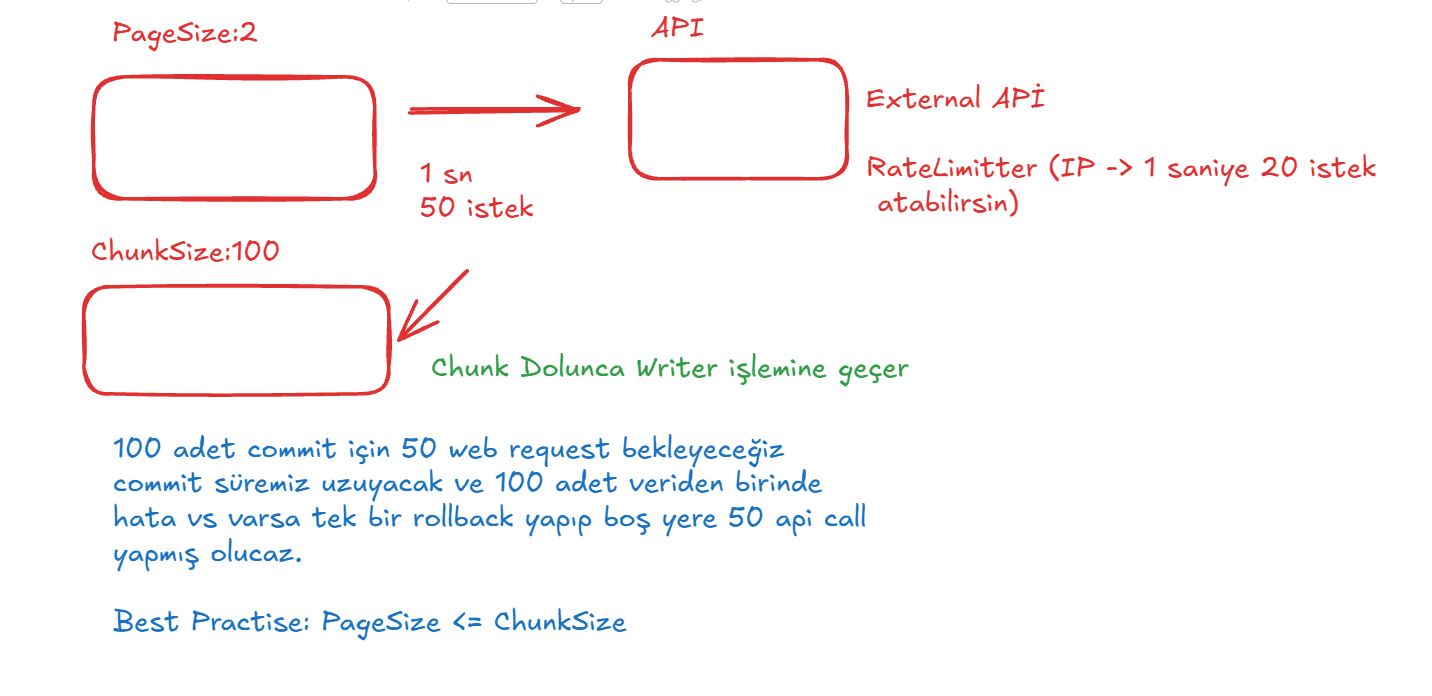 PageSize:2
API
External APİ
RateLimitter (IP -> 1 saniye 20 istek
atabilirsin)
1 sn
50 istek
ChunkSize:100
Chunk Dolunca Writer işlemine geçer
100 adet commit için 50 web request bekleyeceğiz
commit süremiz uzuyacak ve 100 adet veriden birinde
hata vs varsa tek bir rollback yapıp boş yere 50 api call
yapmış olucaz.
Best Practise: PageSize <= ChunkSize